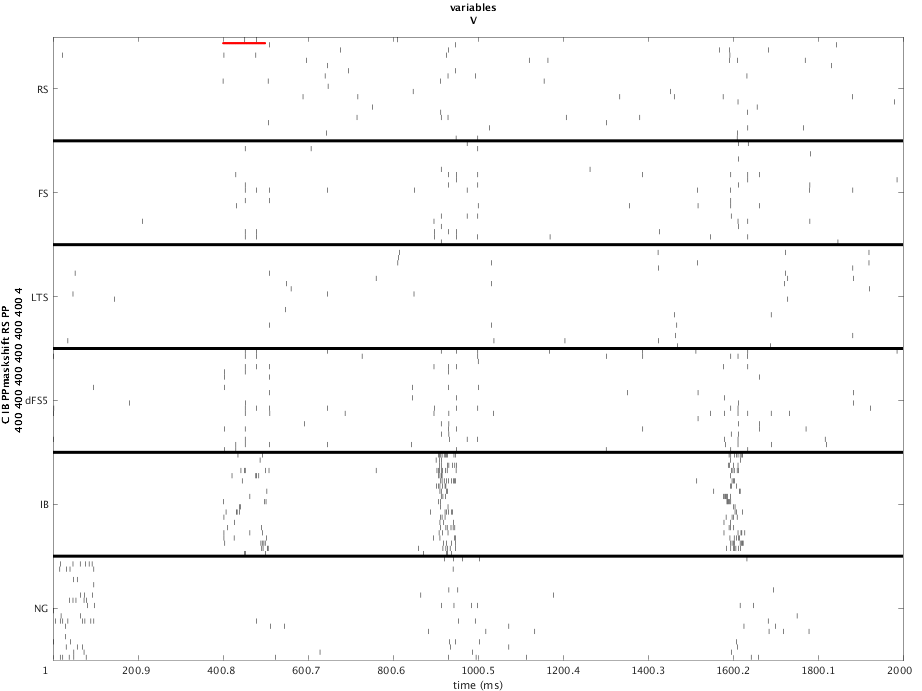 variables
V
RS
FS
LTS
dFS5
IB
NG
C IB PPmaskshift RS PP
400 400 400 400 400 400 4
1
200.9
400.8
600.7
800.6
1000.5
1200.4
1400.3
1600.2
1800.1
2000
time (ms)